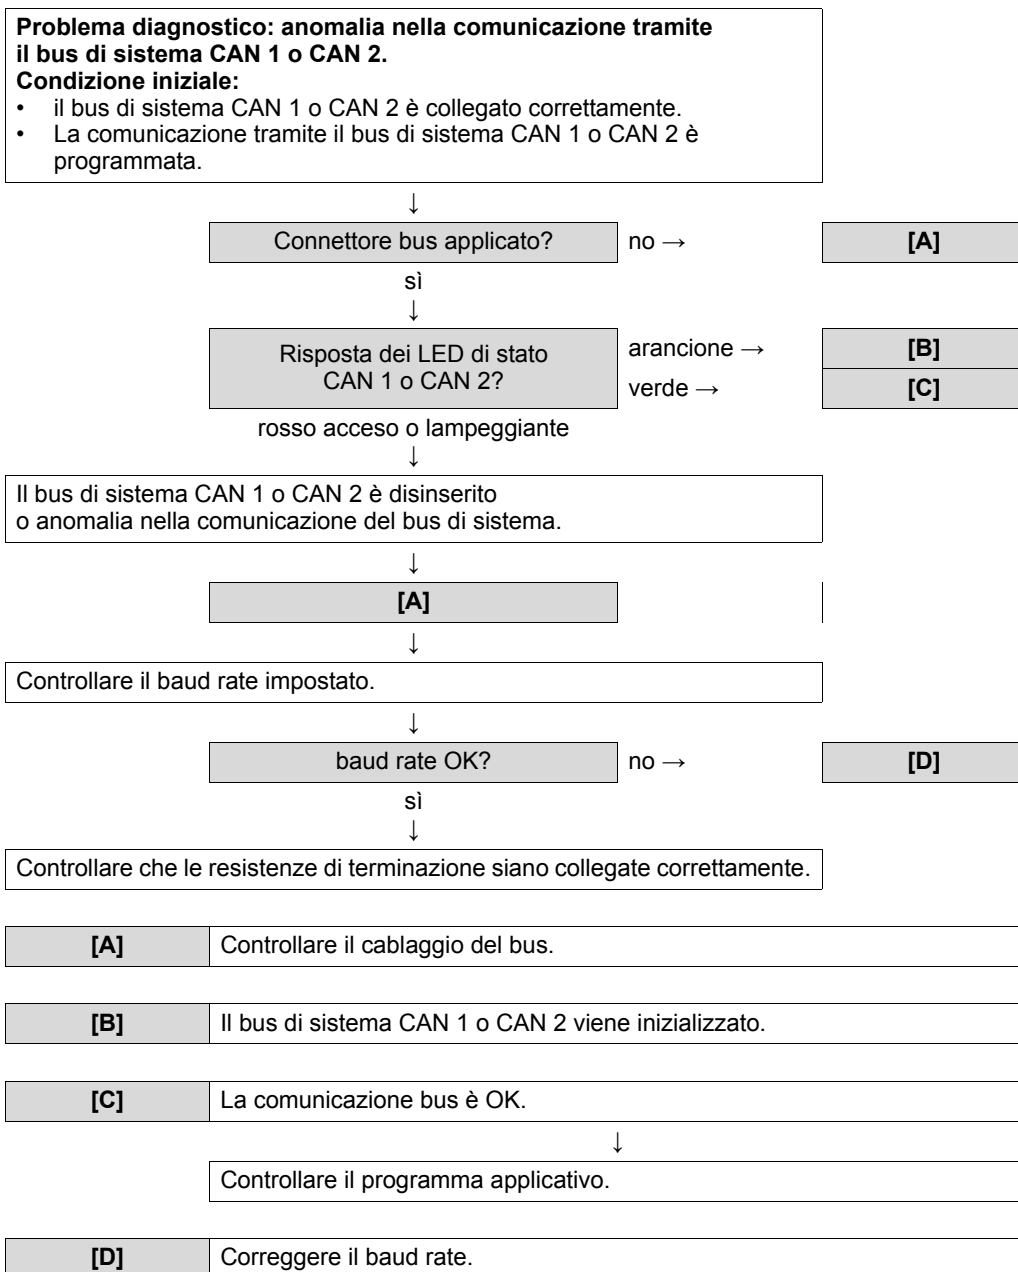 Problema diagnostico: anomalia nella comunicazione tramite
il bus di sistema CAN 1 o CAN 2.
Condizione iniziale:
• il bus di sistema CAN 1 o CAN 2 è collegato correttamente.
• La comunicazione tramite il bus di sistema CAN 1 o CAN 2 è
programmata.
↓
Connettore bus applicato? no → [A]
sì
↓
Risposta dei LED di stato
CAN 1 o CAN 2?
arancione → [B]
verde → [C]
rosso acceso o lampeggiante
↓
Il bus di sistema CAN 1 o CAN 2 è disinserito
o anomalia nella comunicazione del bus di sistema.
↓
[A]
↓
Controllare il baud rate impostato.
↓
baud rate OK? no → [D]
sì
↓
Controllare che le resistenze di terminazione siano collegate correttamente.
[A] Controllare il cablaggio del bus.
[B] Il bus di sistema CAN 1 o CAN 2 viene inizializzato.
[C] La comunicazione bus è OK.
↓
Controllare il programma applicativo.
[D] Correggere il baud rate.